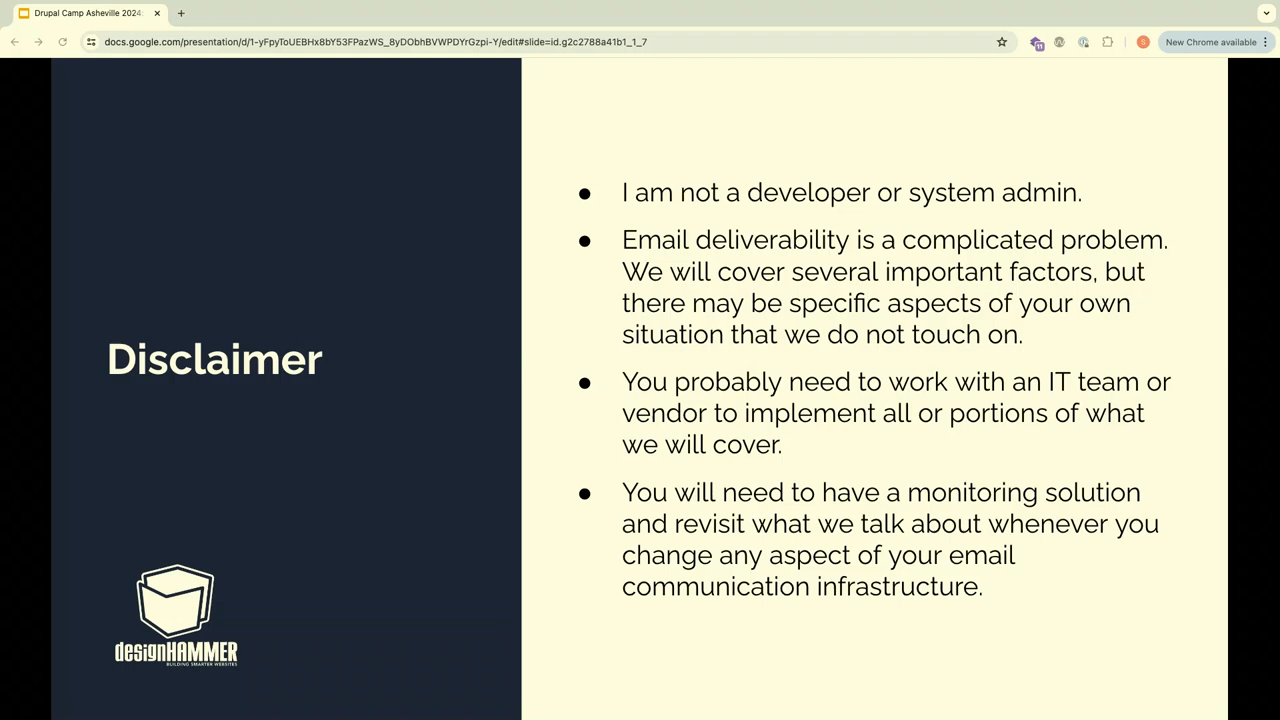 Drupal Camp Asheville 2024:
docs.google.com/presentation/d/1-yFpyToUEBHx8bY53FPazWS_8yDObhBVWPDYrGzpi-Y/edit#slide=id.g2c2788a41b1_1_7
11
S
New Chrome available
Disclaimer
● I am not a developer or system admin.
● Email deliverability is a complicated problem.
We will cover several important factors, but
there may be specific aspects of your own
situation that we do not touch on.
● You probably need to work with an IT team or
vendor to implement all or portions of what
we will cover.
● You will need to have a monitoring solution
and revisit what we talk about whenever you
change any aspect of your email
communication infrastructure.
designHAMMER
BUILDING SMARTER WEBSITES